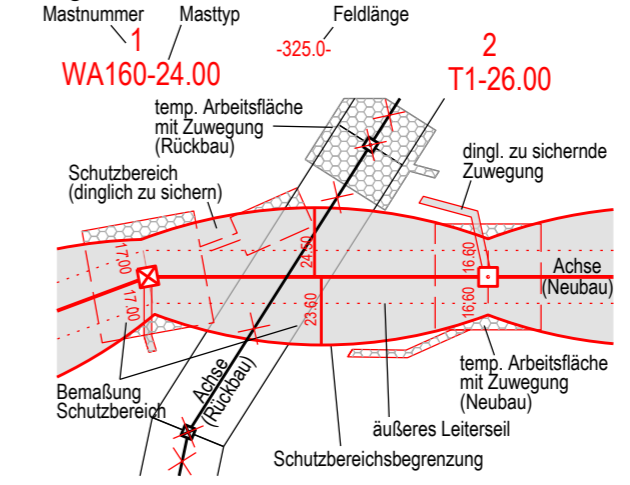 Mastnummer Masttyp Feldlänge
1
WA160-24.00
-325.0-
2
T1-26.00
temp. Arbeitsfläche
mit Zuwegung
(Rückbau)
dingl. zu sichernde
Zuwegung
Schutzbereich
(dinglich zu sichern)
17.00
17.00
24.50
23.60
16.60
16.60
Achse
(Neubau)
Achse
(Rückbau)
Bemaßung
Schutzbereich
temp. Arbeitsfläche
mit Zuwegung
(Neubau)
äußeres Leiterseil
Schutzbereichsbegrenzung